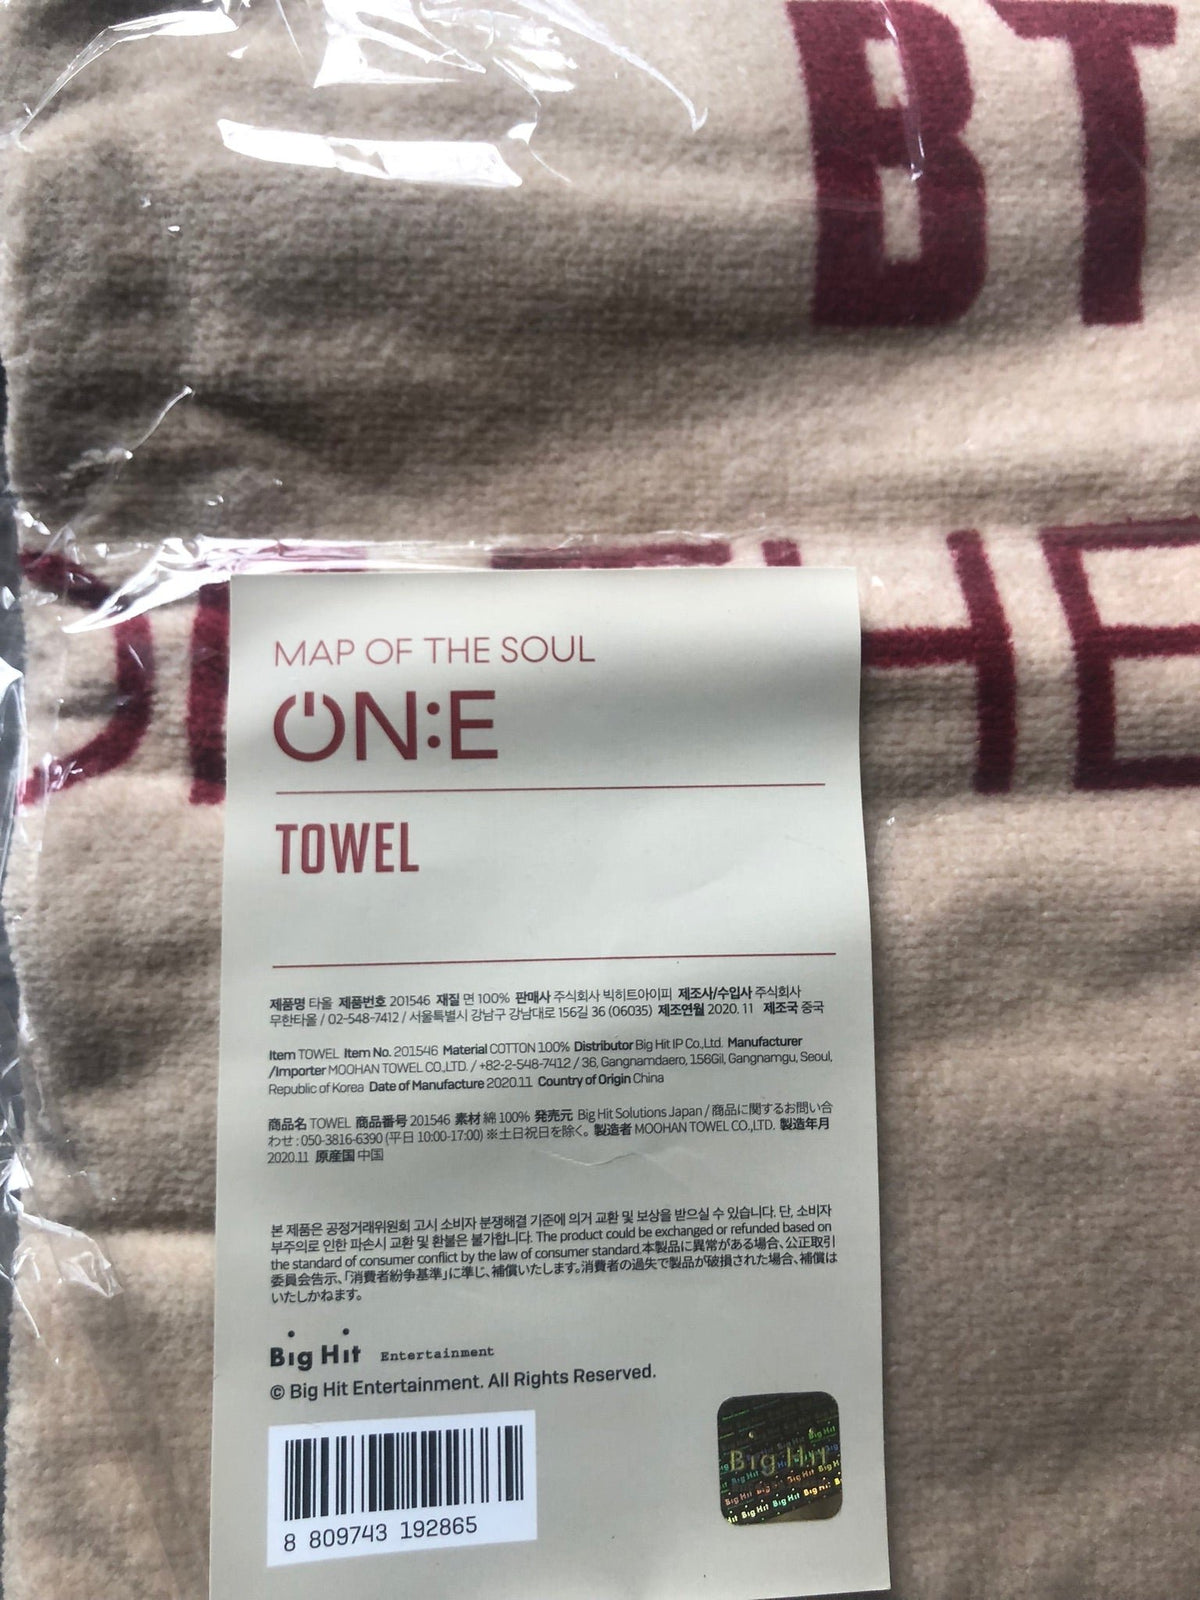 BT
OF THE
MAP OF THE SOUL
ON:E
TOWEL
제품명 타올 제품번호 201546 재질 면 100% 판매사 주식회사 빅히트아이피 제조사/수입사 주식회사
무한타올 / 02-548-7412 / 서울특별시 강남구 강남대로 156길 36 (06035) 제조연월 2020. 11 제조국 중국
Item TOWEL Item No. 201546 Material COTTON 100% Distributor Big Hit IP Co., Ltd. Manufacturer
/Importer MOOHAN TOWEL CO.,LTD. / +82-2-548-7412 / 36, Gangnamdaero, 156Gil, Gangnamgu, Seoul,
Republic of Korea Date of Manufacture 2020.11 Country of Origin China
商品名 TOWEL 商品番号 201546 素材 綿 100% 発売元 Big Hit Solutions Japan / 商品に関するお問い合
わせ : 050-3816-6390 (平日 10:00-17:00) ※土日祝日を除く。 製造者 MOOHAN TOWEL CO.,LTD. 製造年月
2020.11 原産国 中国
본 제품은 공정거래위원회 고시 소비자 분쟁해결 기준에 의거 교환 및 보상을 받으실 수 있습니다. 단, 소비자
부주의로 인한 파손시 교환 및 환불은 불가합니다. The product could be exchanged or refunded based on
the standard of consumer conflict by the law of consumer standard.本製品に異常がある場合、公正取引
委員会告示、「消費者紛争基準」に準じ、補償いたします。消費者の過失で製品が破損された場合、補償は
いたしかねます。
Big Hit Entertainment
© Big Hit Entertainment. All Rights Reserved.
8 809743 192865
Big Hit